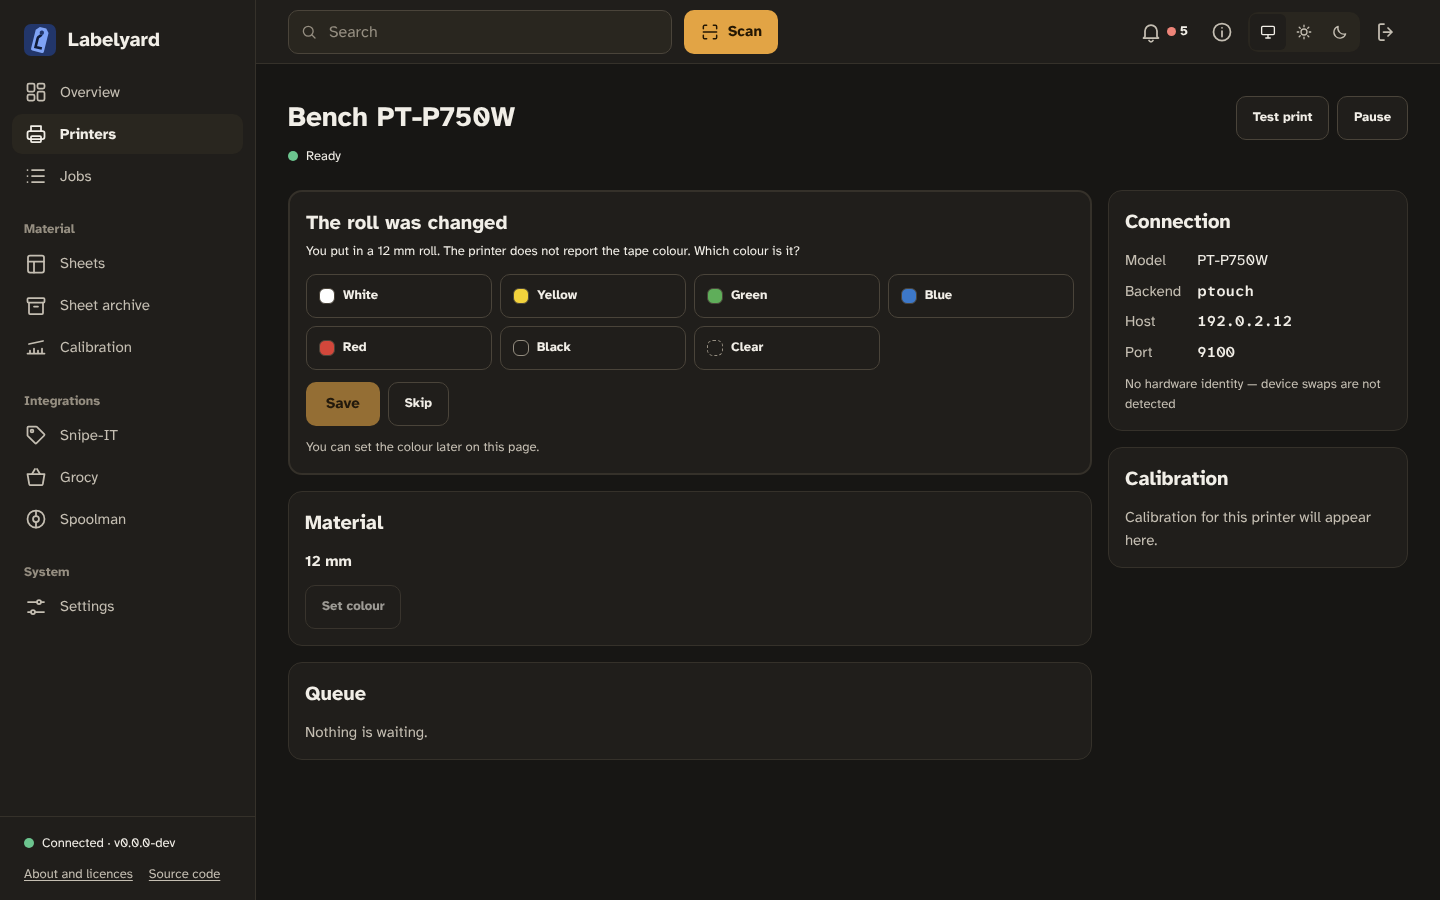 Labelyard
Overview
Printers
Jobs
Material
Sheets
Sheet archive
Calibration
Integrations
Snipe-IT
Grocy
Spoolman
System
Settings
Connected · v0.0.0-dev
About and licences Source code
Search
Scan
5
Bench PT-P750W
Ready
Test print
Pause
The roll was changed
You put in a 12 mm roll. The printer does not report the tape colour. Which colour is it?
White
Yellow
Green
Blue
Red
Black
Clear
Save
Skip
You can set the colour later on this page.
Material
12 mm
Set colour
Queue
Nothing is waiting.
Connection
Model PT-P750W
Backend ptouch
Host 192.0.2.12
Port 9100
No hardware identity — device swaps are not
detected
Calibration
Calibration for this printer will appear
here.